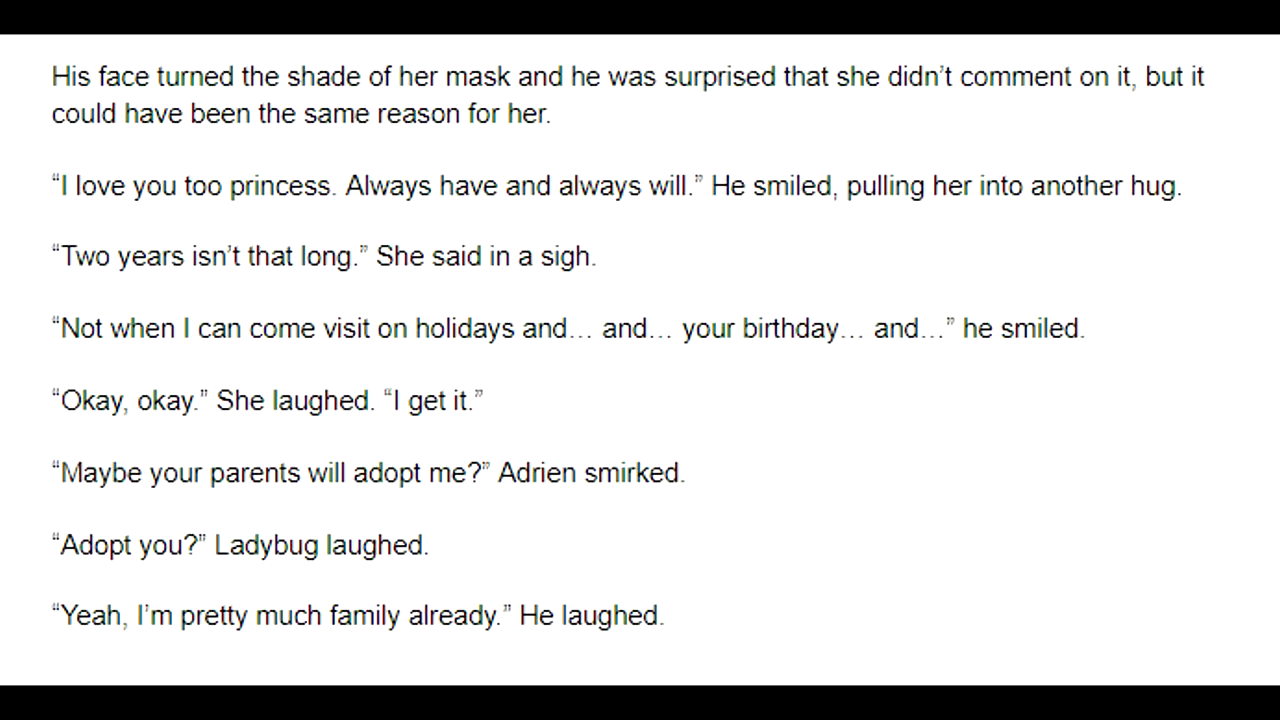 His face turned the shade of her mask and he was surprised that she didn’t comment on it, but it
could have been the same reason for her.
“I love you too princess. Always have and always will.” He smiled, pulling her into another hug.
“Two years isn’t that long.” She said in a sigh.
“Not when I can come visit on holidays and… and… your birthday… and…” he smiled.
“Okay, okay.” She laughed. “I get it.”
“Maybe your parents will adopt me?” Adrien smirked.
“Adopt you?” Ladybug laughed.
“Yeah, I’m pretty much family already.” He laughed.